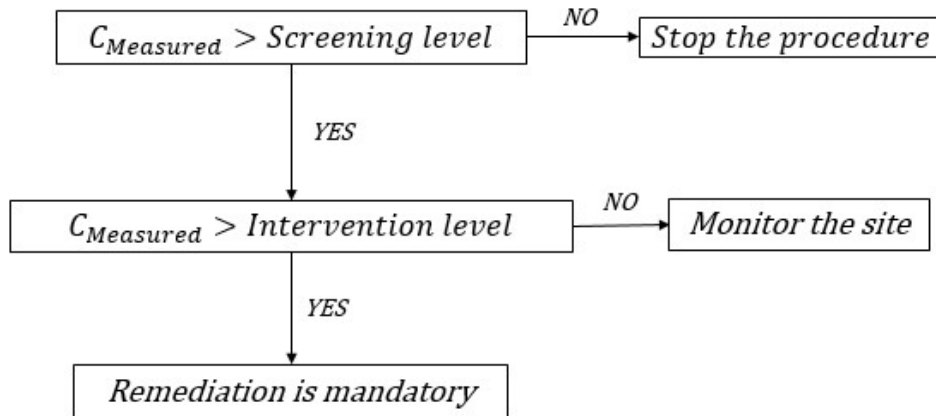 C_Measured > Screening level
NO
Stop the procedure
YES
C_Measured > Intervention level
NO
Monitor the site
YES
Remediation is mandatory